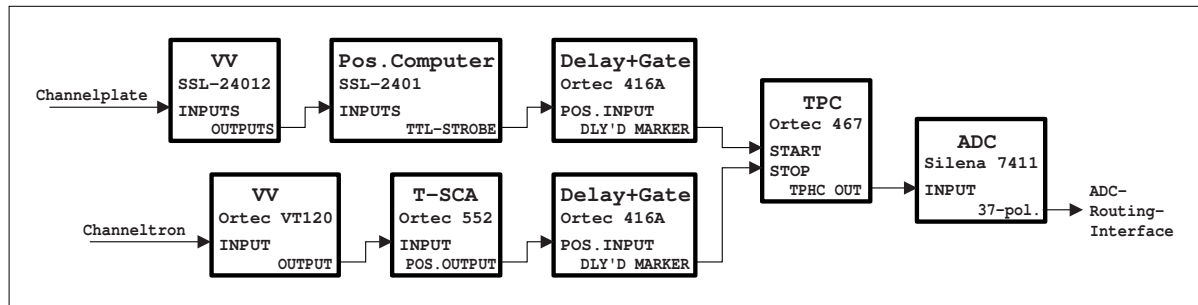 Channelplate
VV
SSL-24012
INPUTS
OUTPUTS
Pos.Computer
SSL-2401
INPUTS
TTL-STROBE
Delay+Gate
Ortec 416A
POS.INPUT
DLY'D MARKER
Channeltron
VV
Ortec VT120
INPUT
OUTPUT
T-SCA
Ortec 552
INPUT
POS.OUTPUT
Delay+Gate
Ortec 416A
POS.INPUT
DLY'D MARKER
TPC
Ortec 467
START
STOP
TPHC OUT
ADC
Silena 7411
INPUT
37-pol.
ADC-
Routing-
Interface